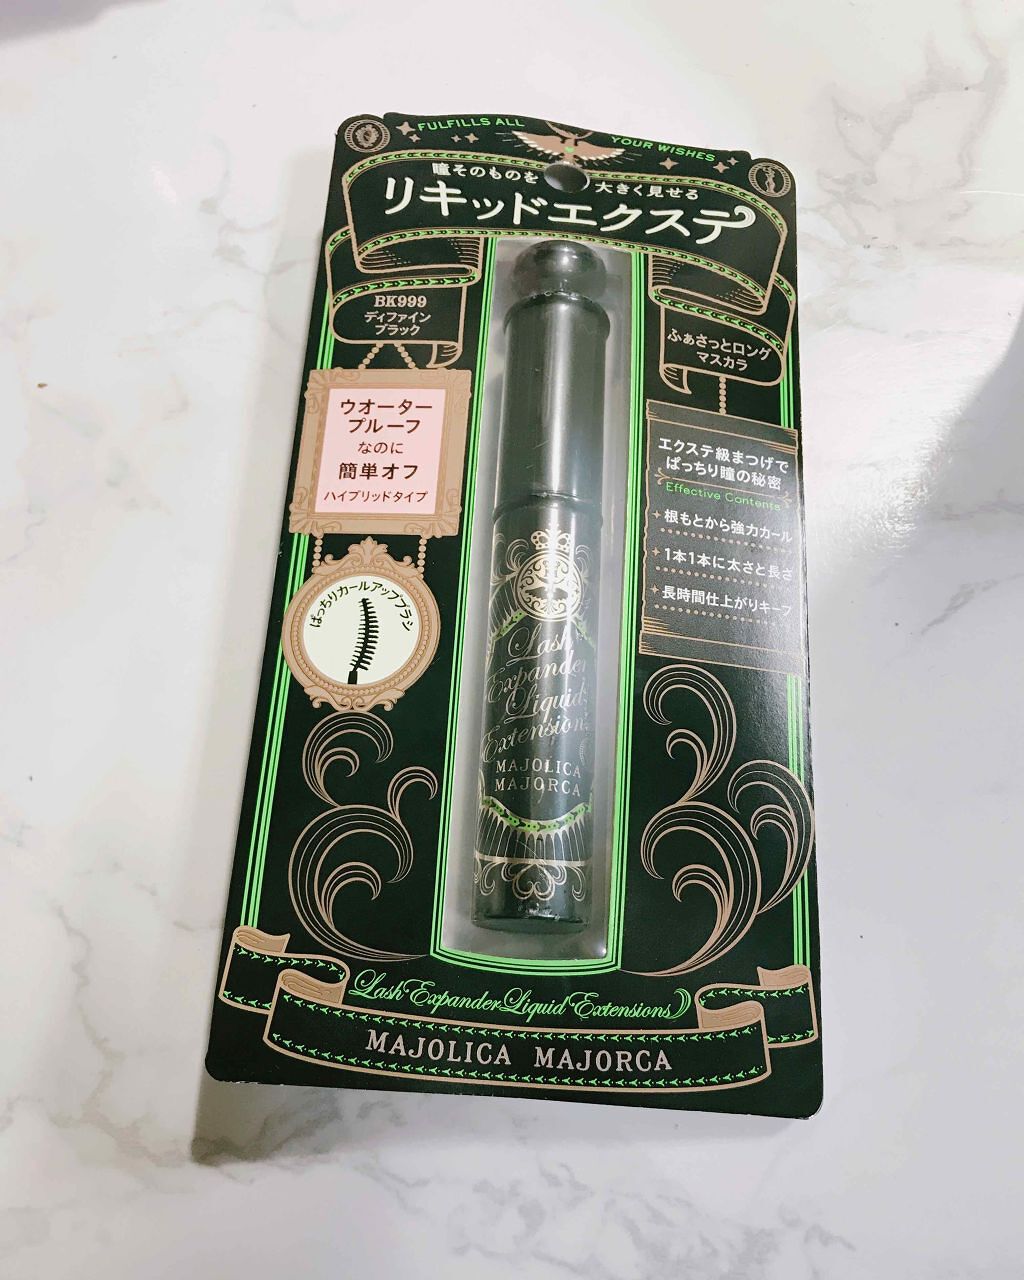 FULFILLS ALL YOUR WISHES
瞳そのものを大きく見せる
リキッドエクステ
BK999
ディファイン
ブラック
ふぁさっとロング
マスカラ
ウオーター
プルーフ
なのに
簡単オフ
ハイブリッドタイプ
ぱっちりカールアップブラシ
エクステ級まつげで
ぱっちり瞳の秘密
Effective Contents
根もとから強力カール
1本1本に太さと長さ
長時間仕上がりキープ
Lash
Expander
Liquid
Extensions
MAJOLICA
MAJORCA
Lash Expander Liquid Extensions
MAJOLICA MAJORCA